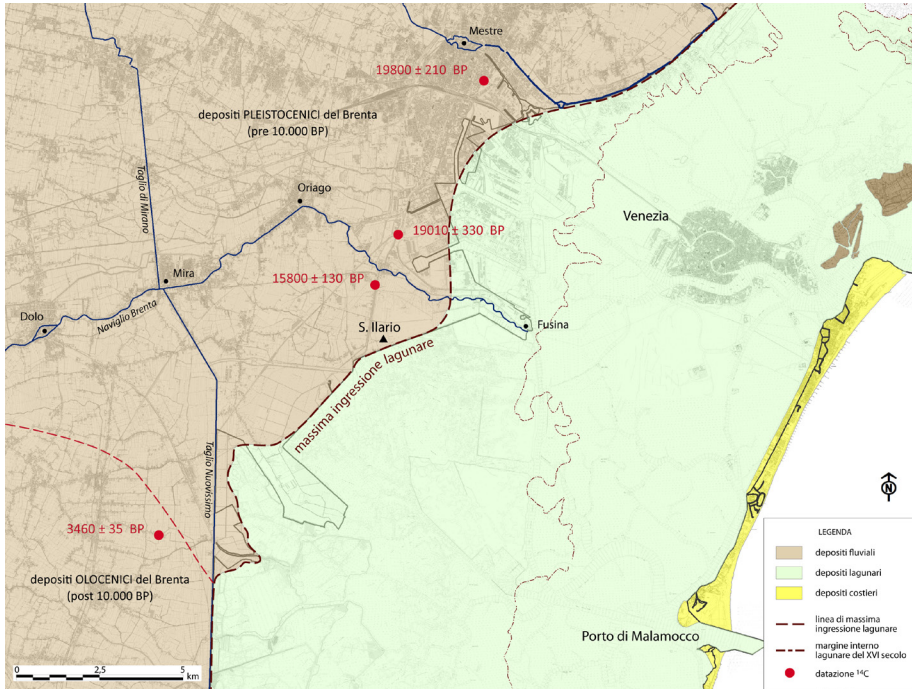 Mestre
19800 ± 210 BP
depositi PLEISTOCENICI del Brenta
(pre 10.000 BP)
Taglio di Mirano
Oriago
Venezia
19010 ± 330 BP
Mira
15800 ± 130 BP
Naviglio Brenta
Dolo
S. Ilario
Fusina
massima ingressione lagunare
Taglio Nuovissimo
N
3460 ± 35 BP
depositi OLOCENICI del Brenta
(post 10.000 BP)
Porto di Malamocco
0 2,5 5
km
LEGENDA
depositi fluviali
depositi lagunari
depositi costieri
linea di massima
ingressione lagunare
margine interno
lagunare del XVI secolo
datazione ¹⁴C